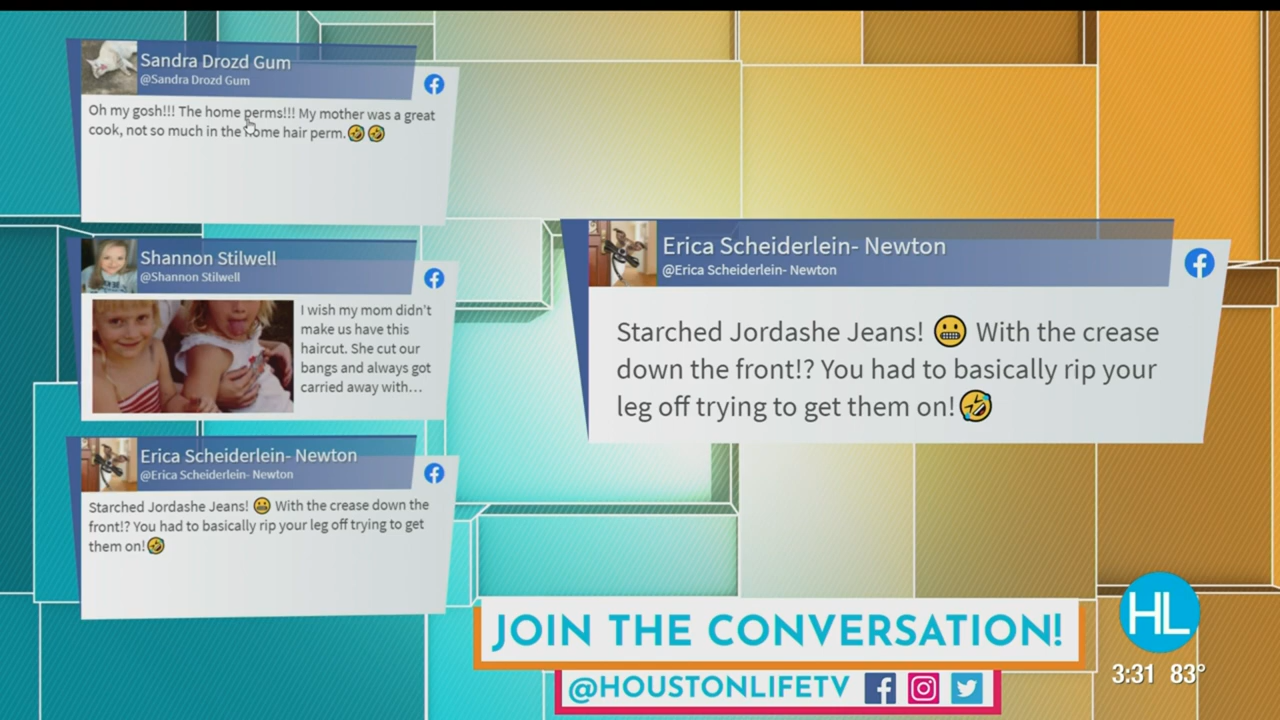 Sandra Drozd Gum
@Sandra Drozd Gum
Oh my gosh!!! The home perms!!! My mother was a great
cook, not so much in the home hair perm.🤣🤣
Shannon Stilwell
@Shannon Stilwell
I wish my mom didn't
make us have this
haircut. She cut our
bangs and always got
carried away with...
Erica Scheiderlein- Newton
@Erica Scheiderlein- Newton
Starched Jordashe Jeans! 😬 With the crease down the
front!? You had to basically rip your leg off trying to get
them on!🤣
Erica Scheiderlein- Newton
@Erica Scheiderlein- Newton
Starched Jordashe Jeans! 😬 With the crease
down the front!? You had to basically rip your
leg off trying to get them on!🤣
JOIN THE CONVERSATION!
@HOUSTONLIFETV
HL
3:31 83°